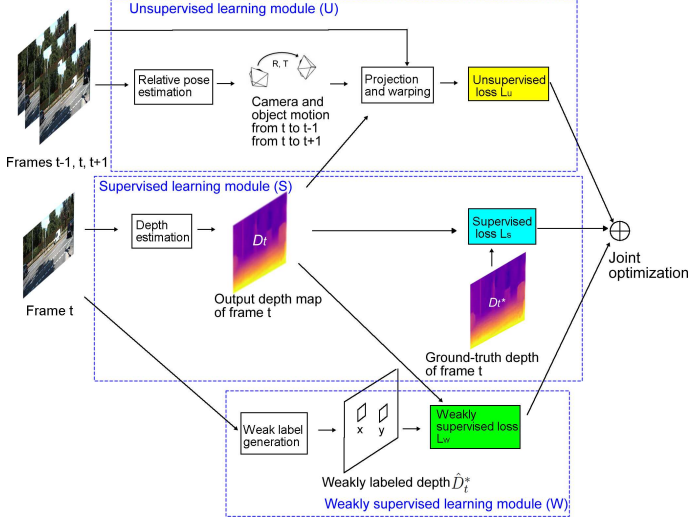 Unsupervised learning module (U)
R, T
Relative pose
estimation
Projection
and warping
Unsupervised
loss Lu
Camera and
object motion
from t to t-1
from t to t+1
Frames t-1, t, t+1
Supervised learning module (S)
Depth
estimation
Dt
Supervised
loss Ls
Joint
optimization
Output depth map
of frame t
Frame t
Dt*
Ground-truth depth
of frame t
Weak label
generation
x y
Weakly
supervised loss
Lw
Weakly labeled depth D̂t*
Weakly supervised learning module (W)